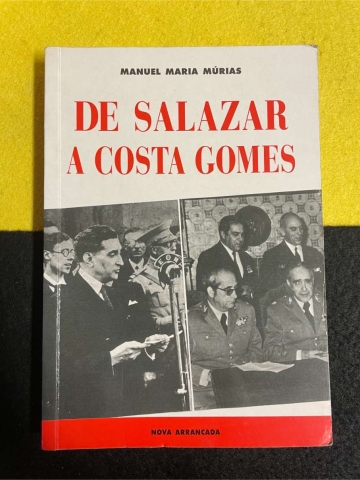 MANUEL MARIA MÚRIAS
DE SALAZAR
A COSTA GOMES
NOVA ARRANCADA